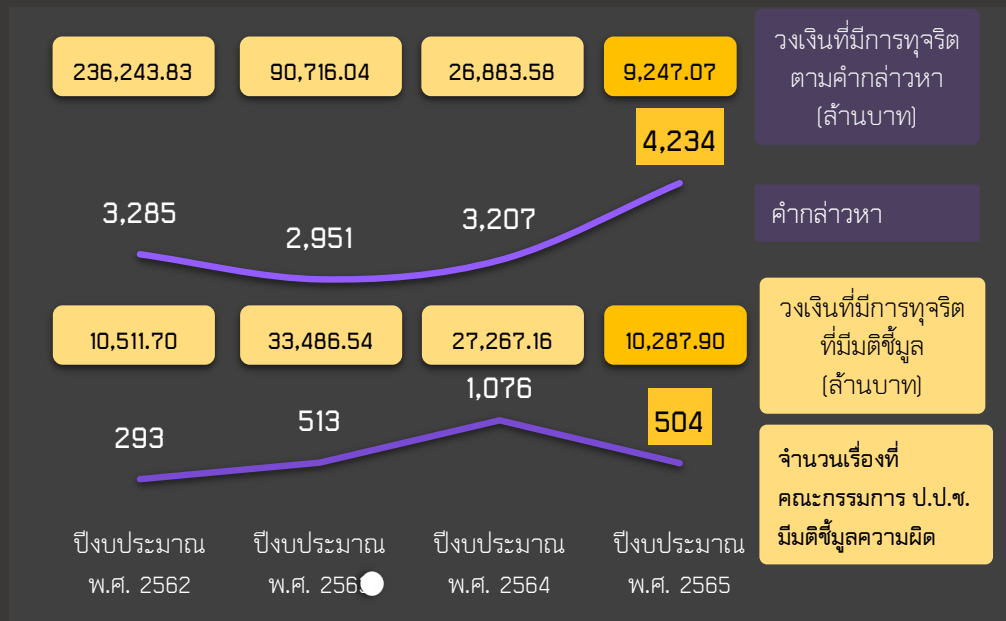 236,243.83 90,716.04 26,883.58 9,247.07
วงเงินที่มีการทุจริต
ตามคำกล่าวหา
(ล้านบาท)
3,285 2,951 3,207 4,234
คำกล่าวหา
10,511.70 33,486.54 27,267.16 10,287.90
วงเงินที่มีการทุจริต
ที่มีมติชี้มูล
(ล้านบาท)
293 513 1,076 504
จำนวนเรื่องที่
คณะกรรมการ ป.ป.ช.
มีมติชี้มูลความผิด
ปีงบประมาณ ปีงบประมาณ ปีงบประมาณ ปีงบประมาณ
พ.ศ. 2562 พ.ศ. พ.ศ. 2564 พ.ศ. 2565